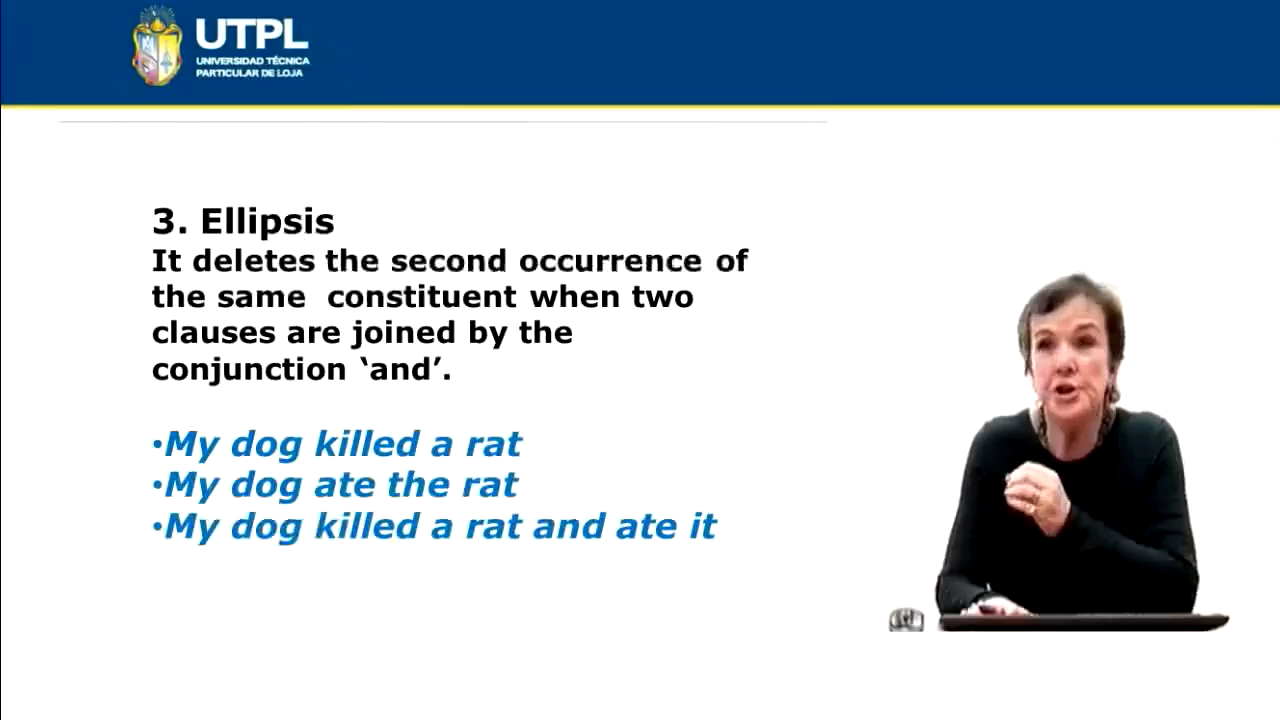 UTPL
UNIVERSIDAD TÉCNICA
PARTICULAR DE LOJA
3. Ellipsis
It deletes the second occurrence of
the same constituent when two
clauses are joined by the
conjunction ‘and’.
•My dog killed a rat
•My dog ate the rat
•My dog killed a rat and ate it